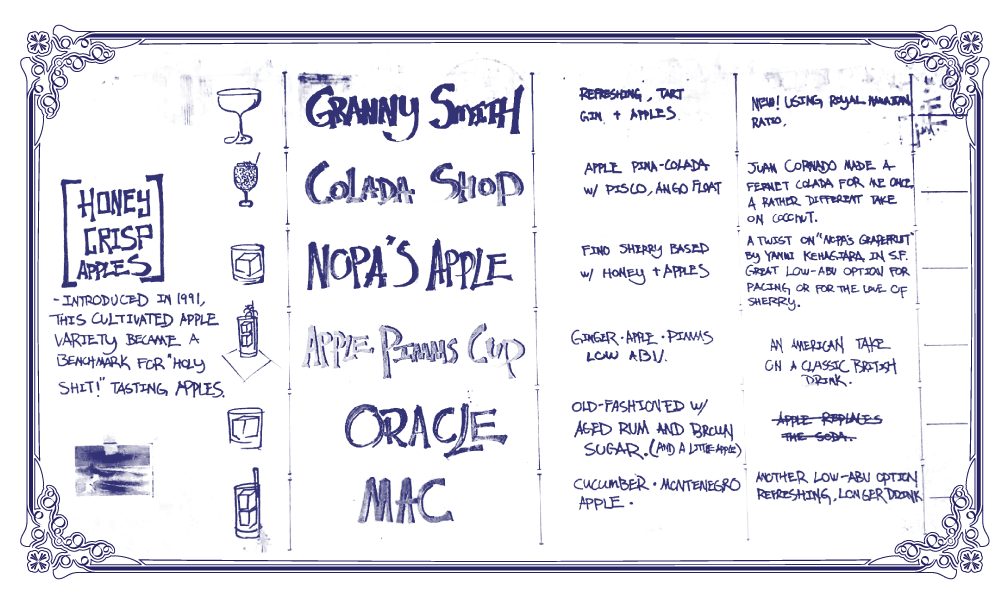 [HONEY
CRISP
APPLES]
- INTRODUCED IN 1991,
THIS CULTIVATED APPLE
VARIETY BECAME A
BENCHMARK FOR "HOLY
SHIT!" TASTING APPLES.
GRANNY SMITH
REFRESHING, TART
GIN + APPLES
NEW! USING ROYAL HAWAIIAN
RATIO.
COLADA SHOP
APPLE PINA-COLADA
W/ PISCO, ANGO FLOAT
JUAN CORONADO MADE A
FERNET COLADA FOR ME ONCE,
A RATHER DIFFERENT TAKE
ON COCONUT.
NOPA'S APPLE
FINO SHERRY BASED
W/ HONEY + APPLES
A TWIST ON "NOPA'S GRAPEFRUIT"
BY YANNI KEHAGIARA, IN S.F.
GREAT LOW-ABV OPTION FOR
PACING OR FOR THE LOVE OF
SHERRY.
APPLE PIMMS CUP
GINGER·APPLE·PIMMS
LOW ABV.
AN AMERICAN TAKE
ON A CLASSIC BRITISH
DRINK.
ORACLE
OLD-FASHIONED W/
AGED RUM AND BROWN
SUGAR. (AND A LITTLE APPLE)
APPLE REPLACES
THE SODA.
MAC
CUCUMBER · MONTENEGRO
APPLE ·
ANOTHER LOW-ABV OPTION
REFRESHING, LONGER DRINK